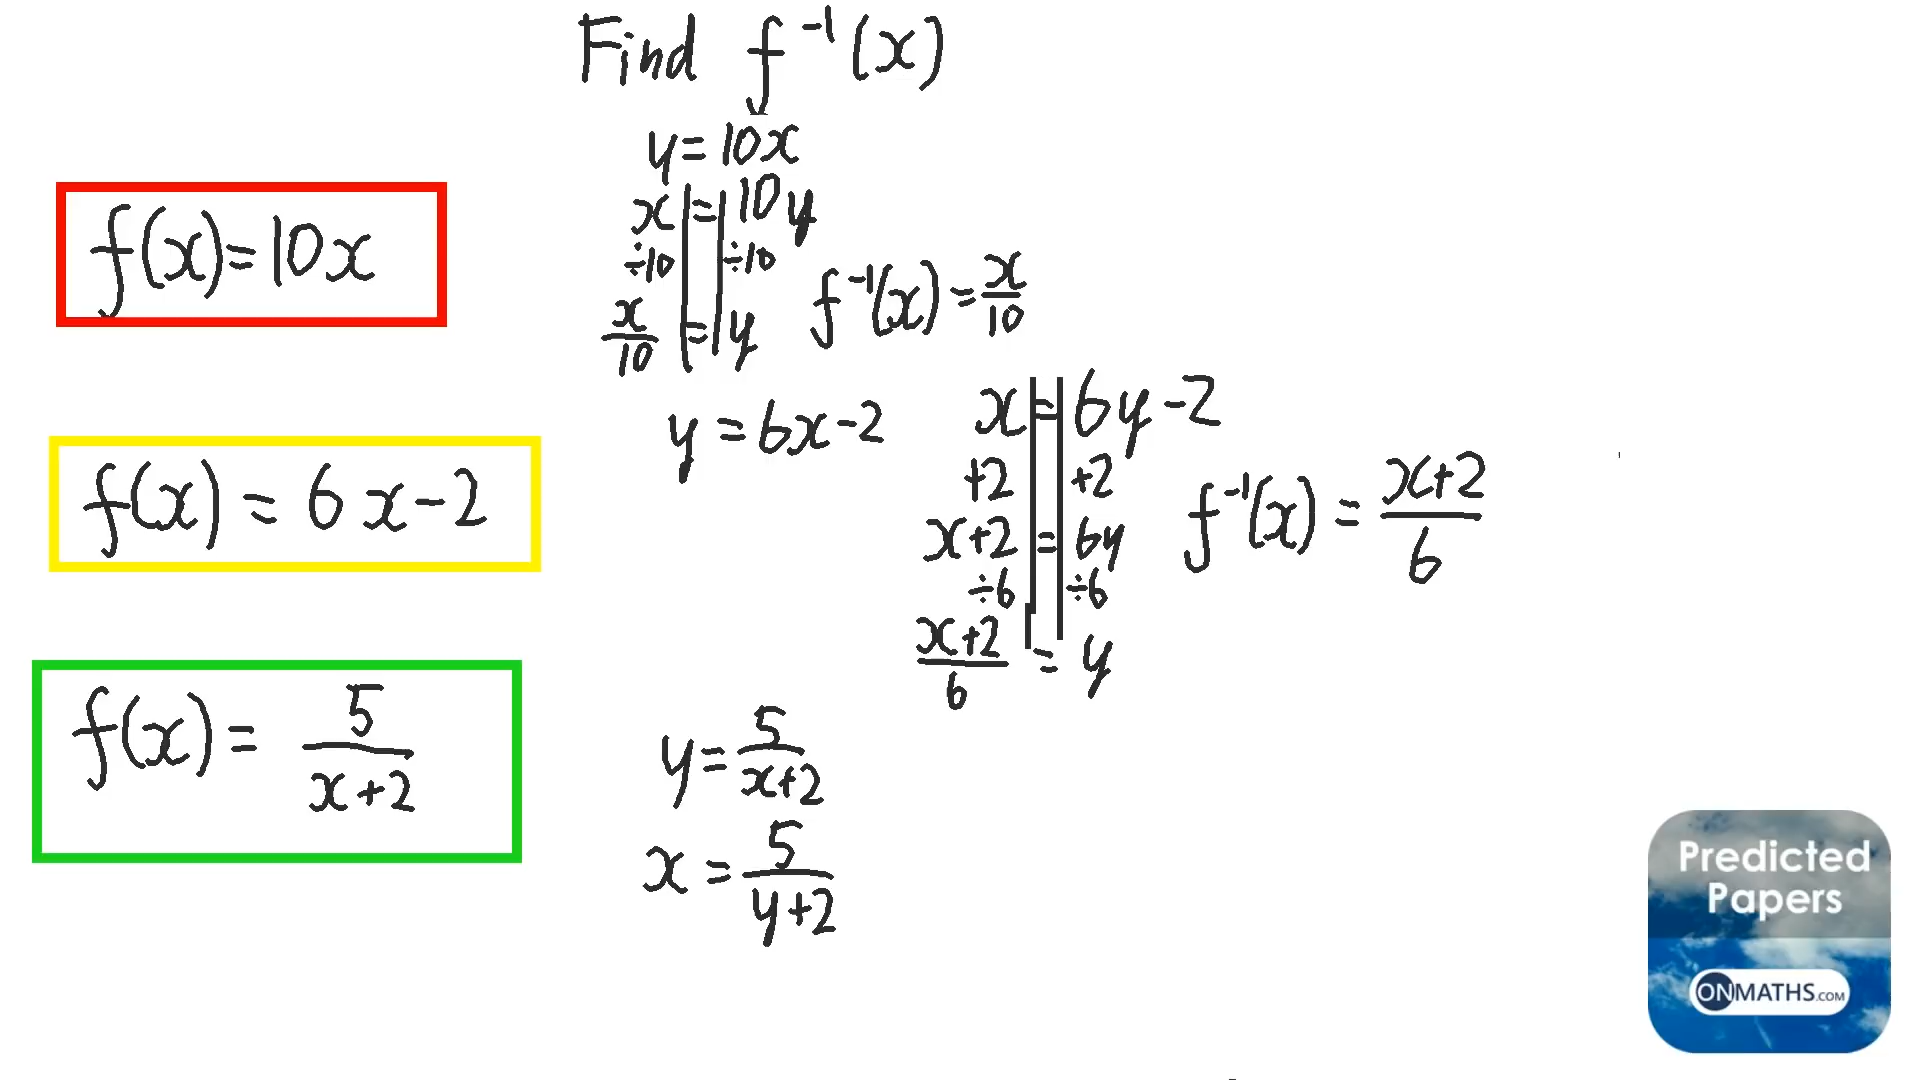 Find f⁻¹(x)
f(x)=10x
y=10x
x = 10y
÷10 ÷10
x/10 = y
f⁻¹(x) = x/10
f(x) = 6x-2
y = 6x-2
x = 6y-2
+2 +2
x+2 = 6y
÷6 ÷6
x+2/6 = y
f⁻¹(x) = x+2/6
f(x) = 5/x+2
y = 5/x+2
x = 5/y+2
Predicted
Papers
ONMATHS.COM